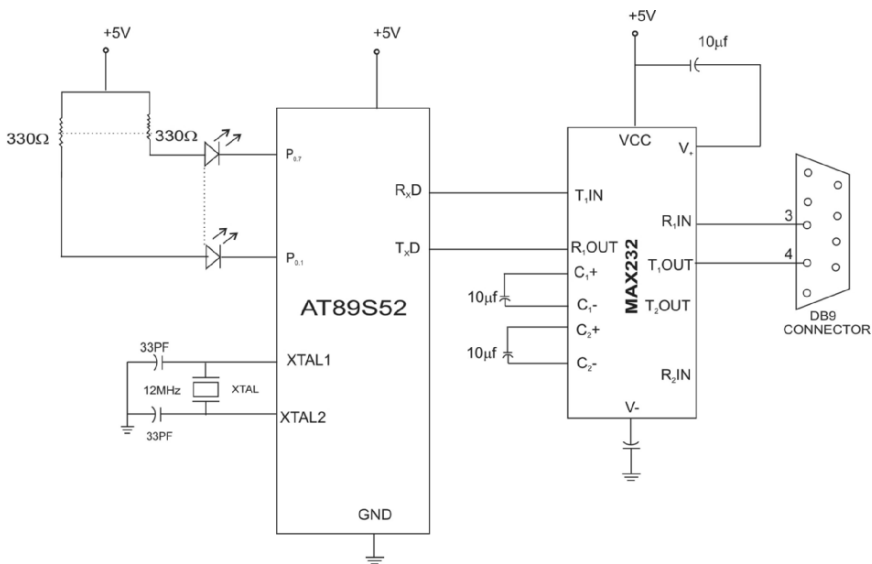 +5V
+5V
+5V
10μf
330Ω
330Ω
VCC
V+
P0.7
RXD
T1IN
R1IN
3
TXD
R1OUT
T1OUT
4
P0.1
C1+
10μf
C1-
MAX232
T2OUT
AT89S52
C2+
10μf
C2-
DB9
CONNECTOR
33PF
XTAL1
R2IN
12MHz
XTAL
XTAL2
V-
33PF
GND